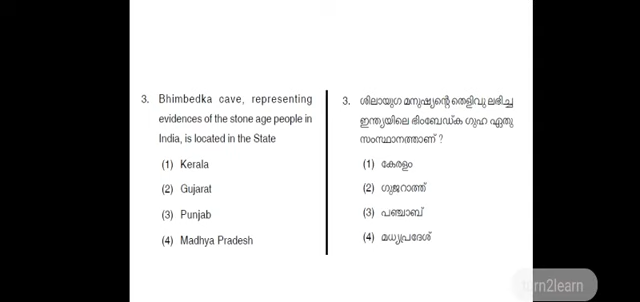 3. Bhimbedka cave, representing
evidences of the stone age people in
India, is located in the State
(1) Kerala
(2) Gujarat
(3) Punjab
(4) Madhya Pradesh
3. ശിലായുഗ മനുഷ്യന്റെ തെളിവു ലഭിച്ച
ഇന്ത്യയിലെ ഭിംബേഡ്ക ഗുഹ ഏതു
സംസ്ഥാനത്താണ് ?
(1) കേരളം
(2) ഗുജറാത്ത്
(3) പഞ്ചാബ്
(4) മധ്യപ്രദേശ്
turn2learn